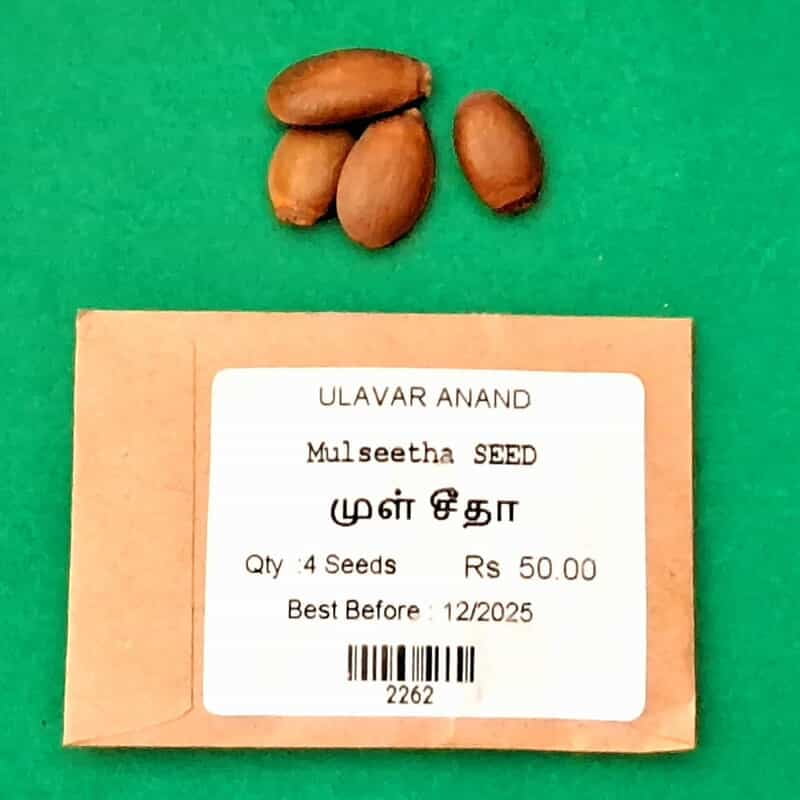 ULAVAR ANAND
Mulseetha SEED
முள் சீதா
Qty :4 Seeds Rs 50.00
Best Before : 12/2025
2262